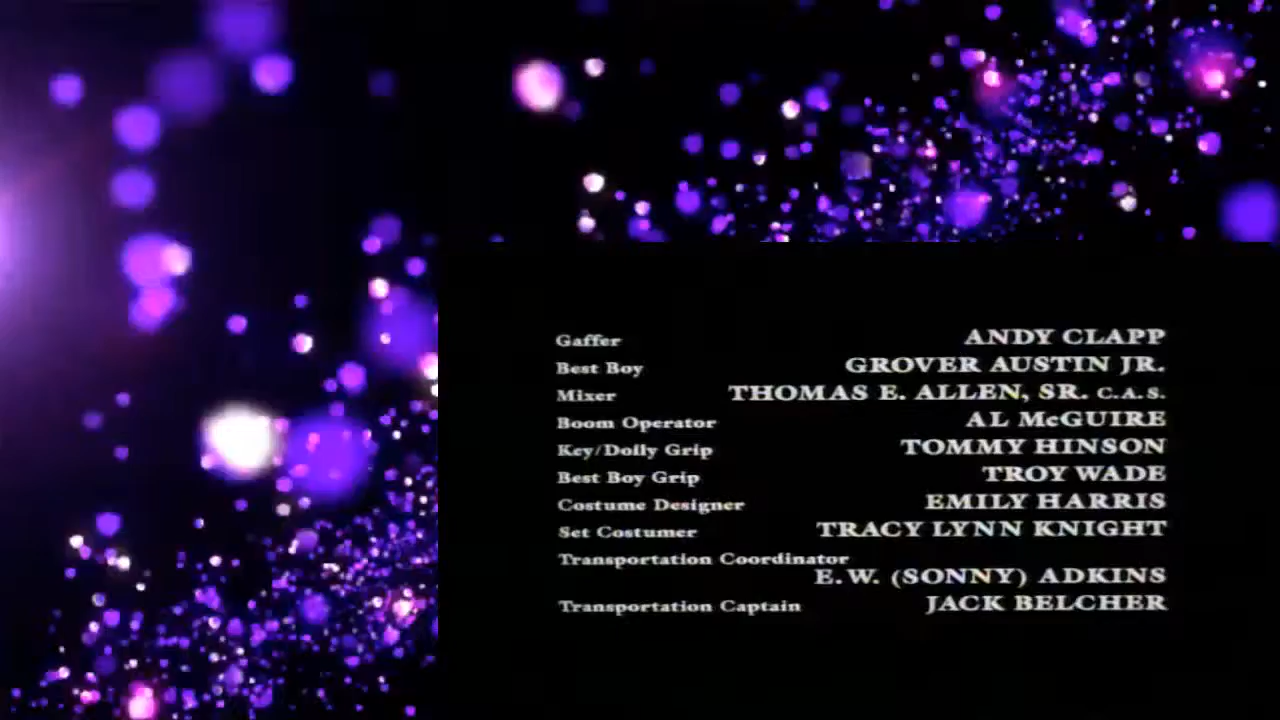 Gaffer ANDY CLAPP
Best Boy GROVER AUSTIN JR.
Mixer THOMAS E. ALLEN, SR. C.A.S.
Boom Operator AL McGUIRE
Key/Dolly Grip TOMMY HINSON
Best Boy Grip TROY WADE
Costume Designer EMILY HARRIS
Set Costumer TRACY LYNN KNIGHT
Transportation Coordinator
E.W. (SONNY) ADKINS
Transportation Captain JACK BELCHER